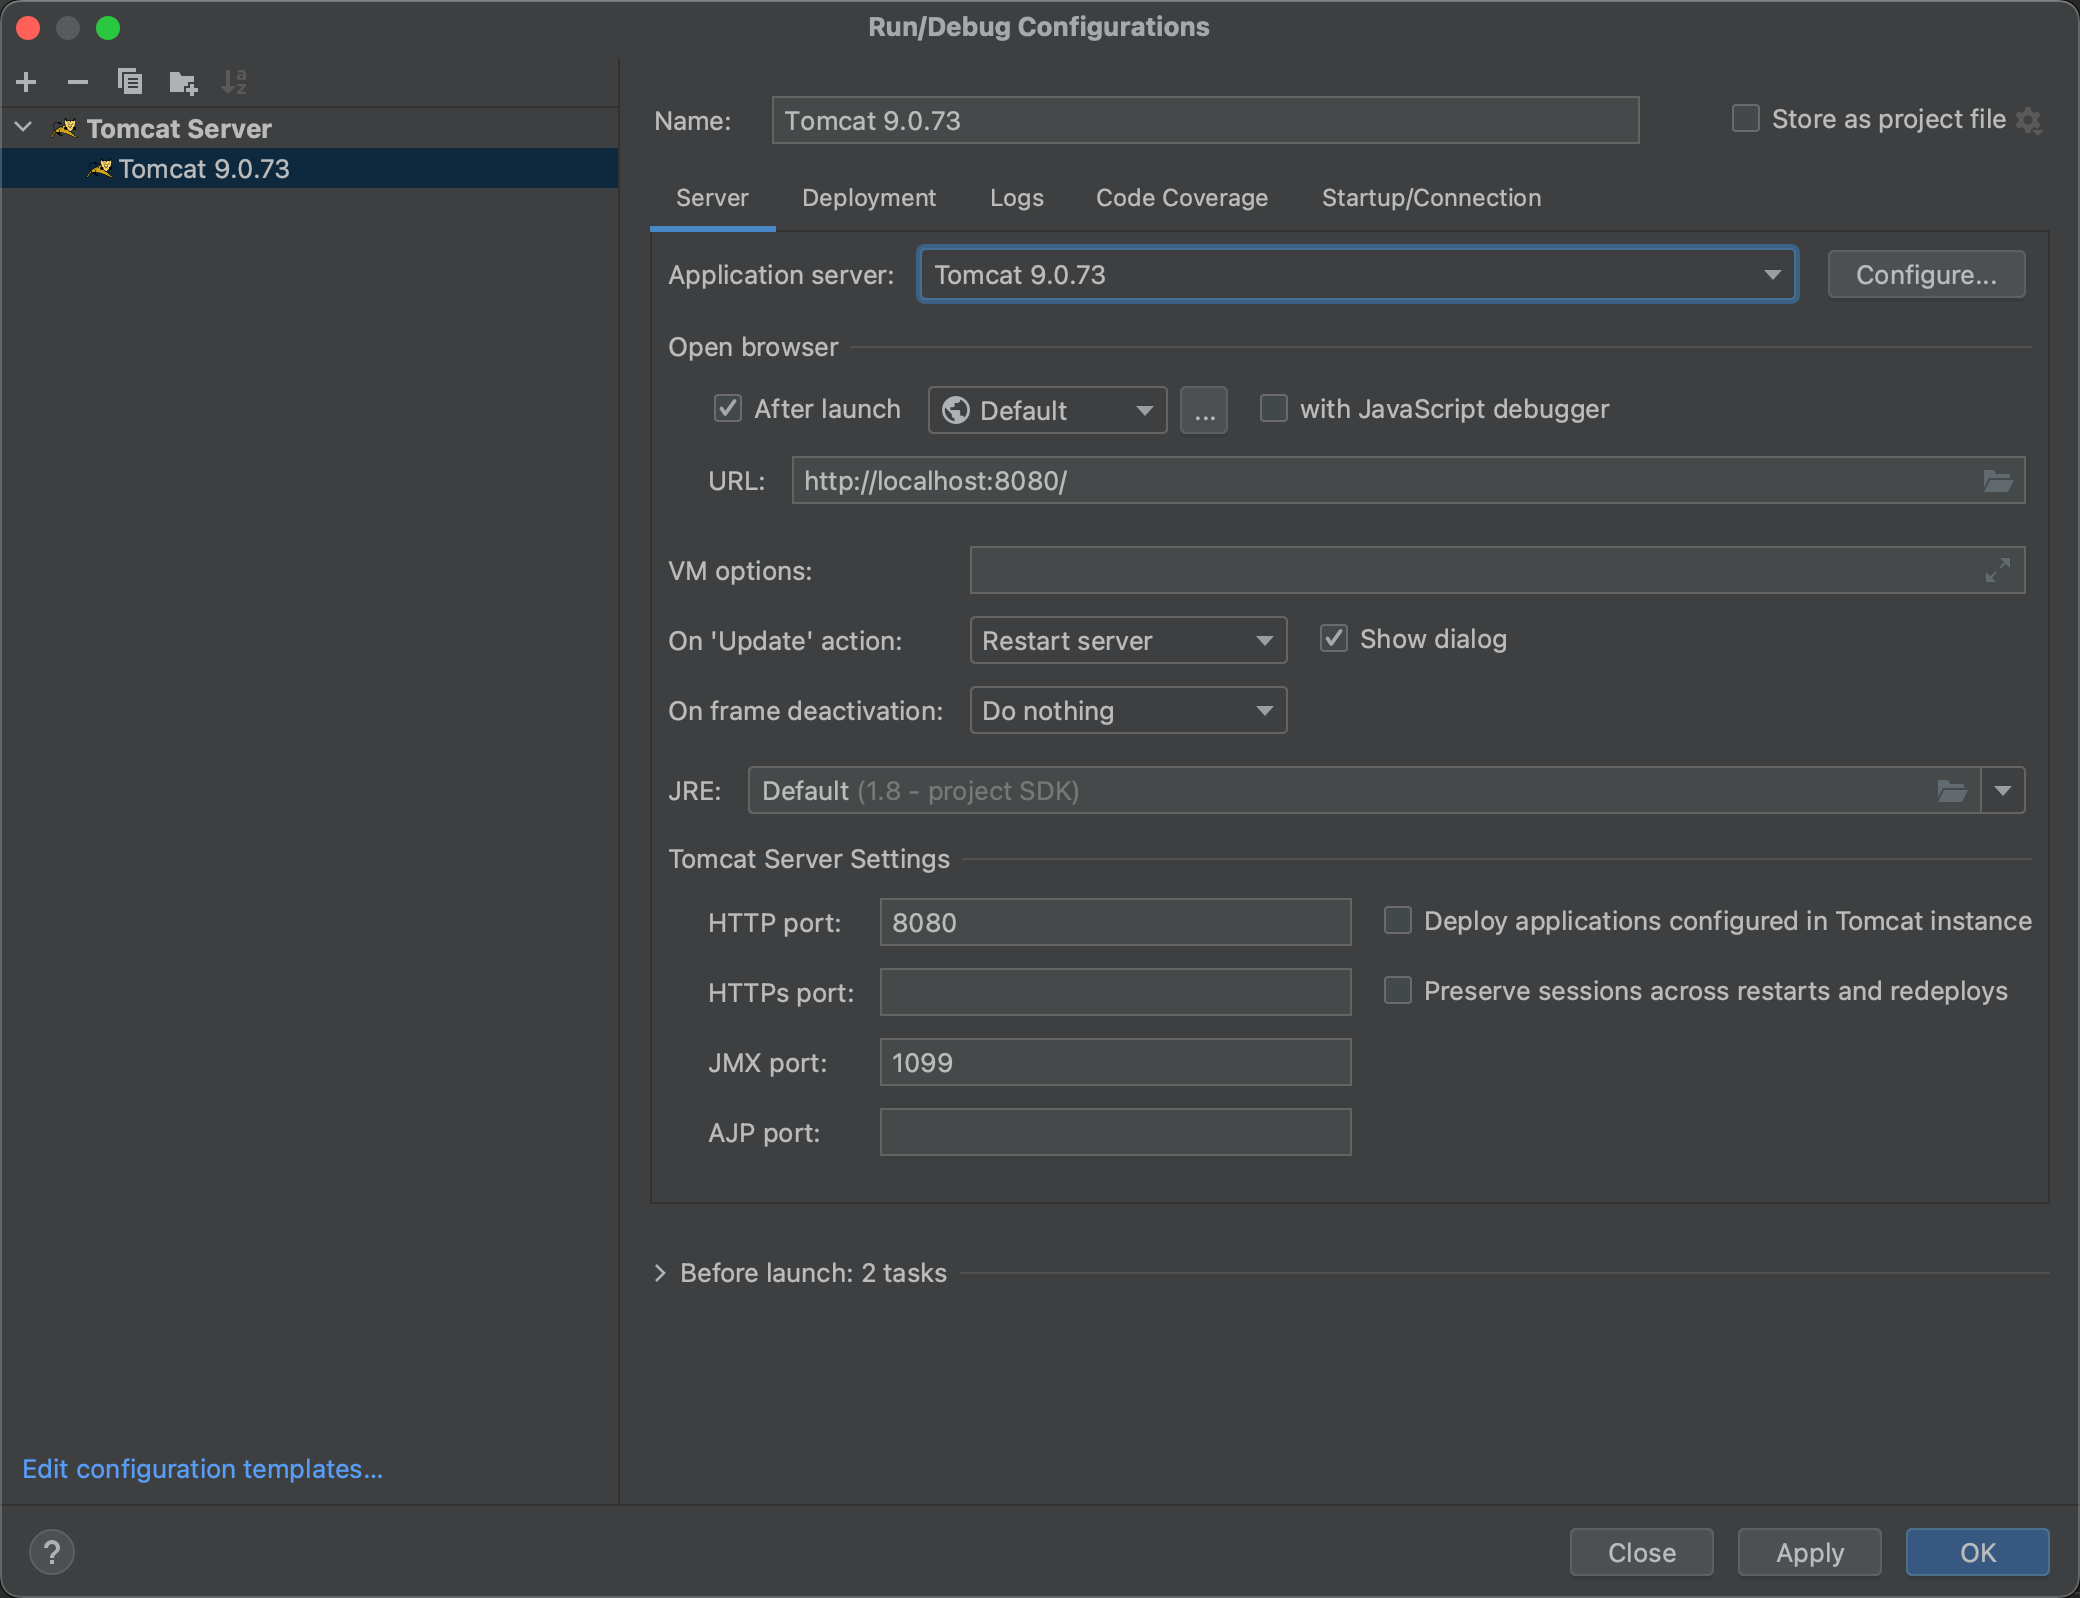 Run/Debug Configurations
Tomcat Server
Tomcat 9.0.73
Name: Tomcat 9.0.73 Store as project file
Server Deployment Logs Code Coverage Startup/Connection
Application server: Tomcat 9.0.73 Configure...
Open browser
After launch Default ... with JavaScript debugger
URL: http://localhost:8080/
VM options:
On 'Update' action: Restart server Show dialog
On frame deactivation: Do nothing
JRE: Default (1.8 - project SDK)
Tomcat Server Settings
HTTP port: 8080 Deploy applications configured in Tomcat instance
HTTPs port: Preserve sessions across restarts and redeploys
JMX port: 1099
AJP port:
Before launch: 2 tasks
Edit configuration templates...
? Close Apply OK